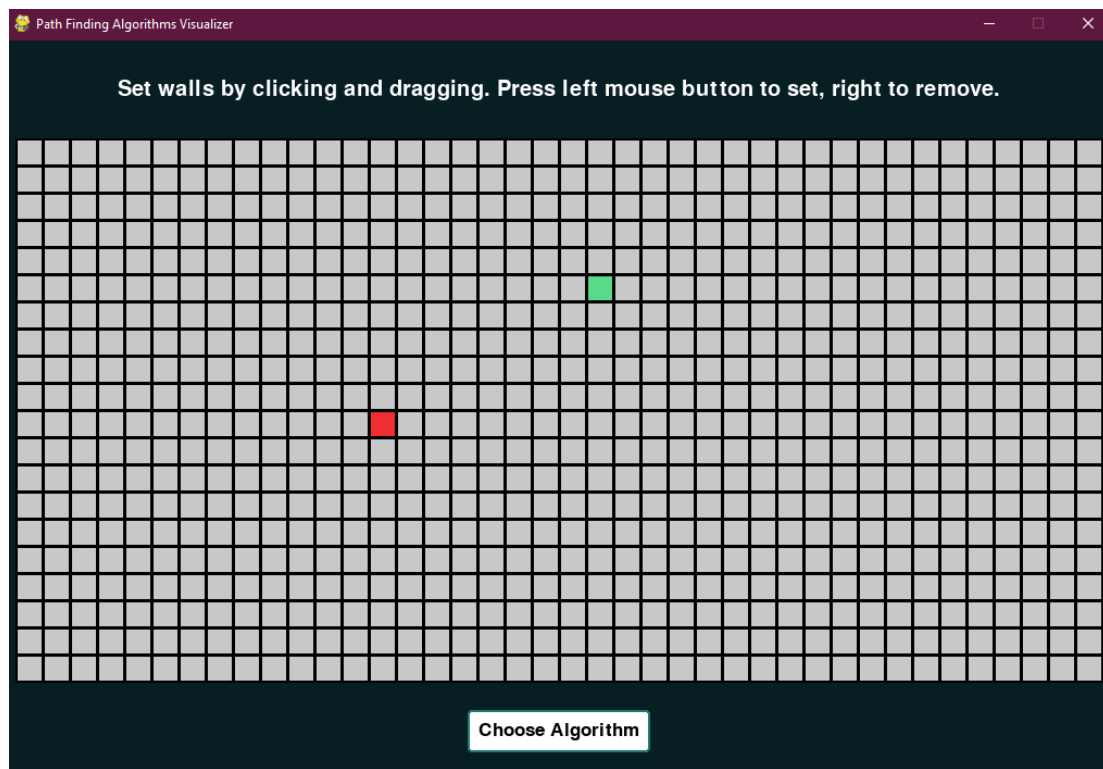 Path Finding Algorithms Visualizer
Set walls by clicking and dragging. Press left mouse button to set, right to remove.
Choose Algorithm